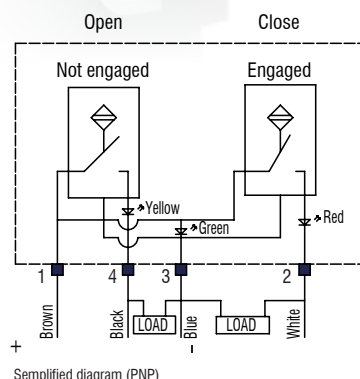 Open Close
Not engaged Engaged
Yellow
Green
Red
1 4 3 2
Brown Black LOAD Blue LOAD White
+ -
Semplified diagram (PNP)